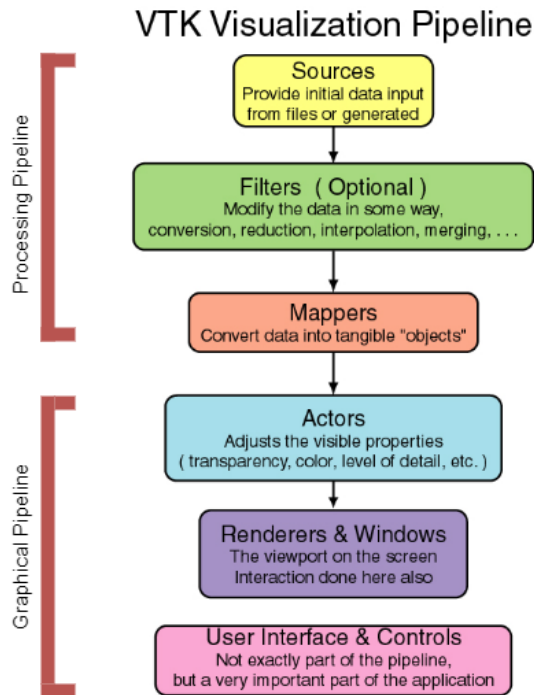 VTK Visualization Pipeline
Processing Pipeline
Sources
Provide initial data input
from files or generated
Filters ( Optional )
Modify the data in some way,
conversion, reduction, interpolation, merging, . . .
Mappers
Convert data into tangible "objects"
Graphical Pipeline
Actors
Adjusts the visible properties
( transparency, color, level of detail, etc. )
Renderers & Windows
The viewport on the screen
Interaction done here also
User Interface & Controls
Not exactly part of the pipeline,
but a very important part of the application